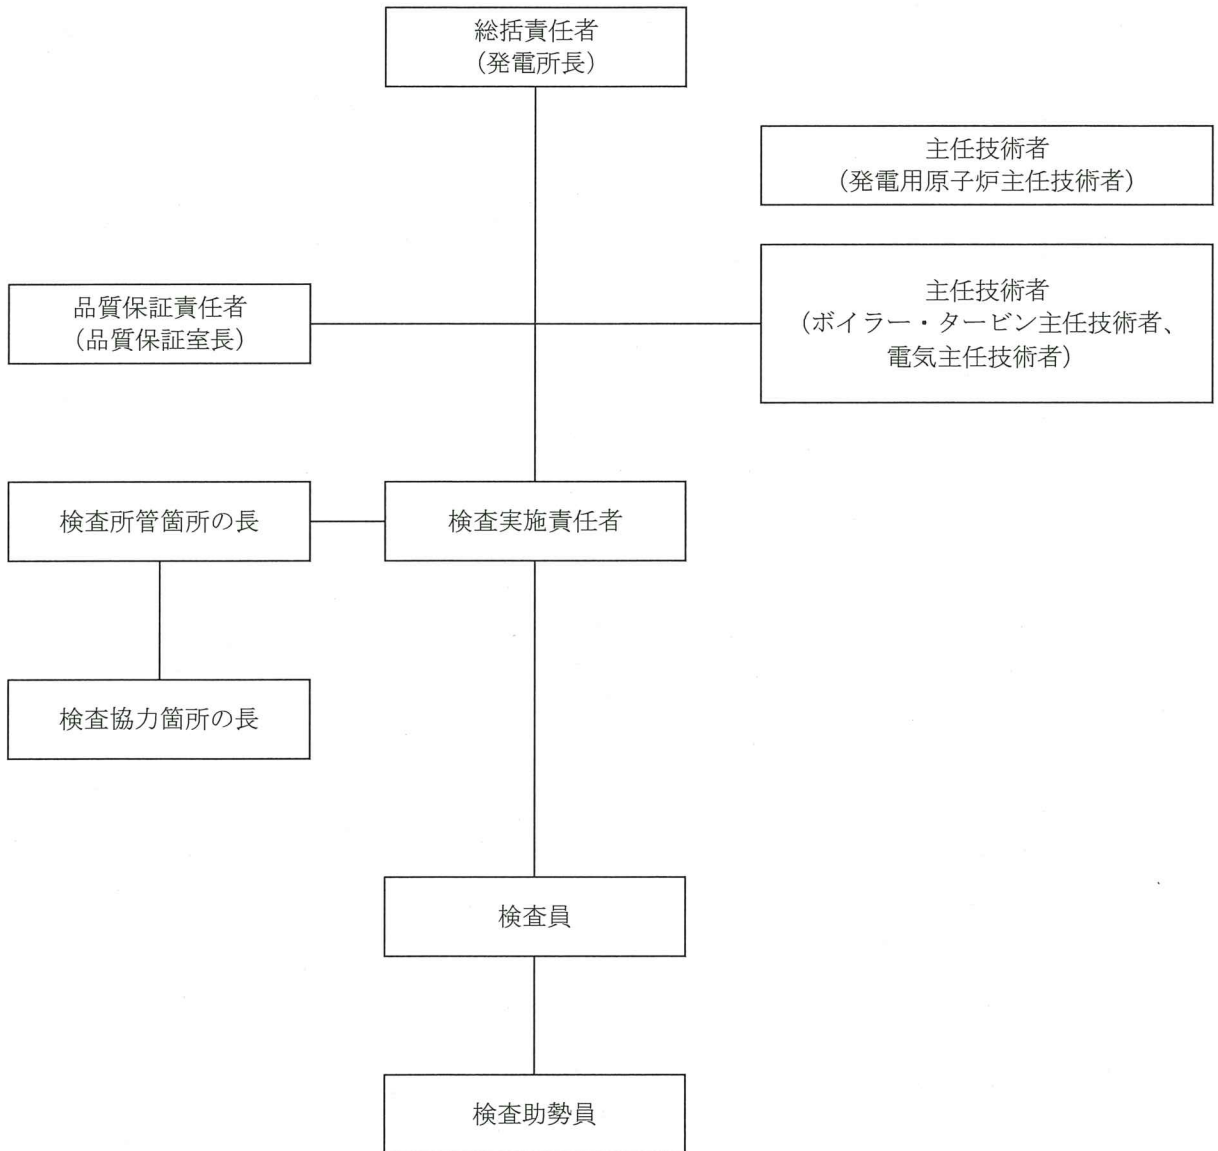 総括責任者
（発電所長）
主任技術者
（発電用原子炉主任技術者）
品質保証責任者
（品質保証室長）
主任技術者
（ボイラー・タービン主任技術者、
電気主任技術者）
検査所管箇所の長
検査実施責任者
検査協力箇所の長
検査員
検査助勢員